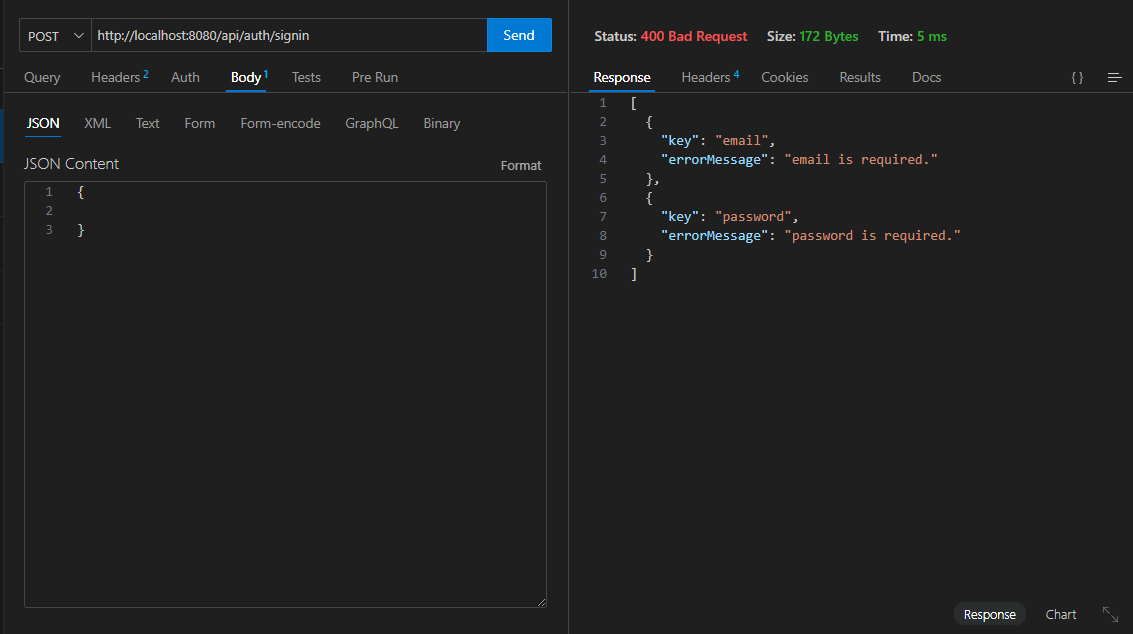 POST http://localhost:8080/api/auth/signin Send
Query Headers 2 Auth Body 1 Tests Pre Run
JSON XML Text Form Form-encode GraphQL Binary
JSON Content Format
1 {
2
3 }
Status: 400 Bad Request Size: 172 Bytes Time: 5 ms
Response Headers 4 Cookies Results Docs { }
1 [
2 {
3 "key": "email",
4 "errorMessage": "email is required."
5 },
6 {
7 "key": "password",
8 "errorMessage": "password is required."
9 }
10 ]
Response Chart